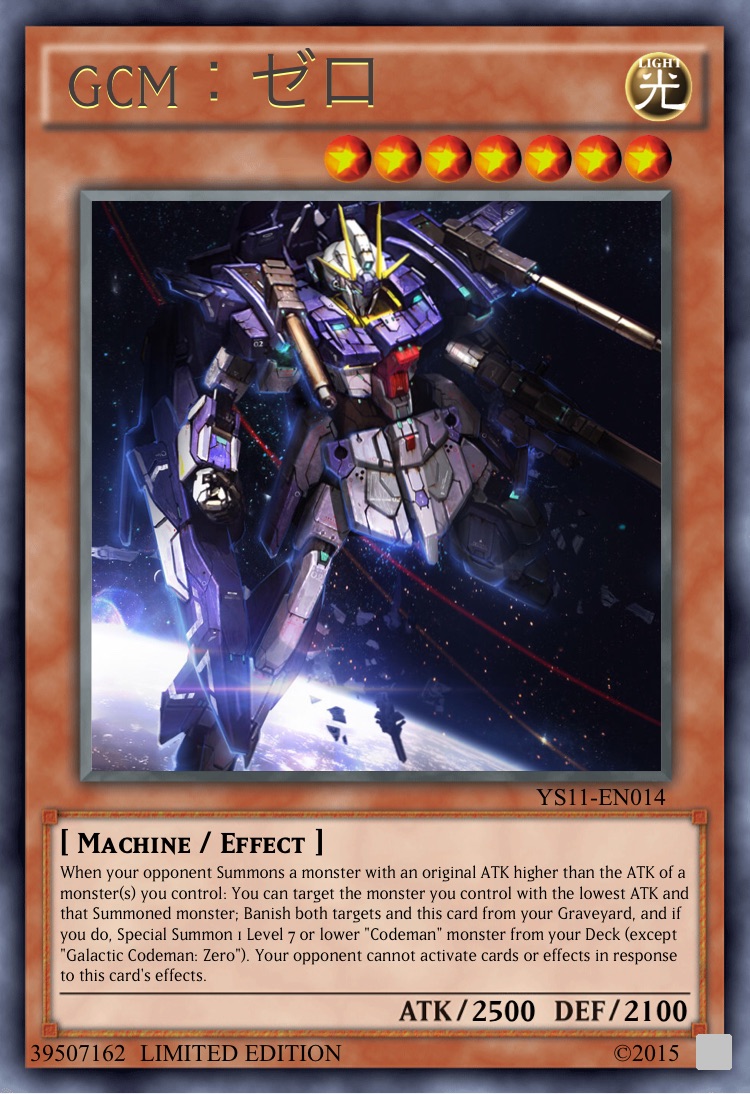 GCM：ゼロ
LIGHT
光
YS11-EN014
[ Machine / Effect ]
When your opponent Summons a monster with an original ATK higher than the ATK of a
monster(s) you control: You can target the monster you control with the lowest ATK and
that Summoned monster; Banish both targets and this card from your Graveyard, and if
you do, Special Summon 1 Level 7 or lower "Codeman" monster from your Deck (except
"Galactic Codeman: Zero"). Your opponent cannot activate cards or effects in response
to this card's effects.
ATK/2500 DEF/2100
39507162 LIMITED EDITION ©2015